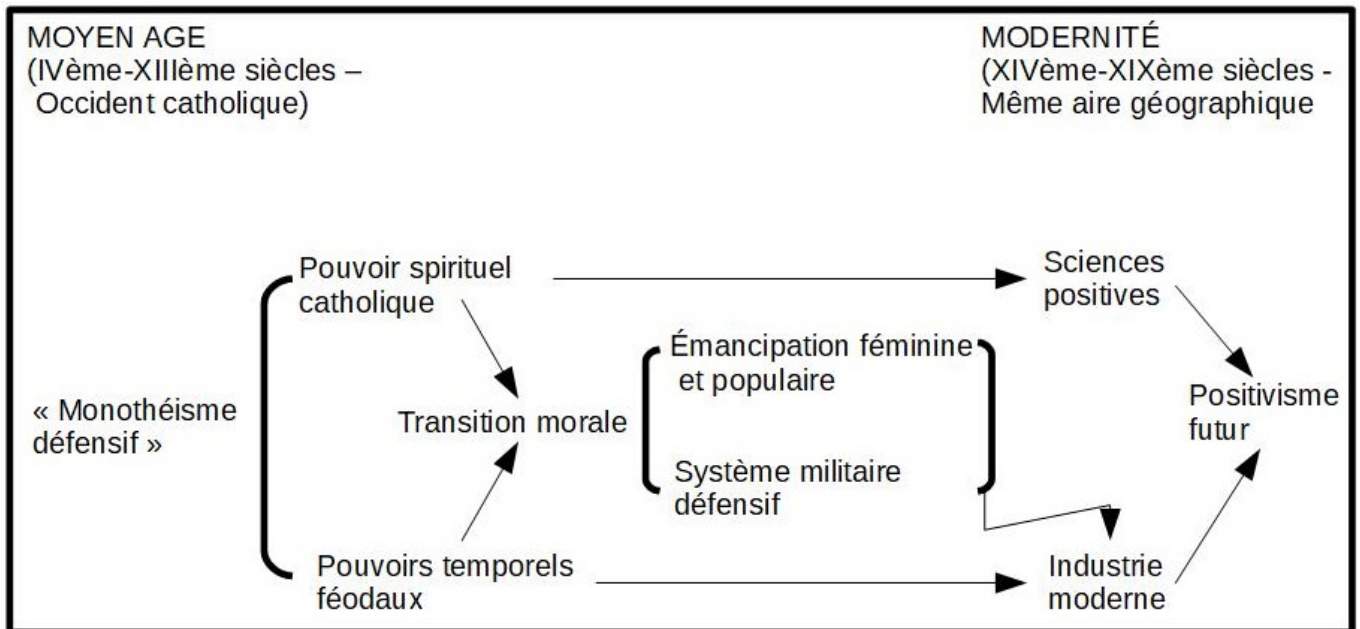 MOYEN AGE
(IVème-XIIIème siècles –
Occident catholique)
MODERNITÉ
(XIVème-XIXème siècles -
Même aire géographique
Pouvoir spirituel
catholique
Sciences
positives
Émancipation féminine
et populaire
« Monothéisme
défensif »
Transition morale
Positivisme
futur
Système militaire
défensif
Pouvoirs temporels
féodaux
Industrie
moderne